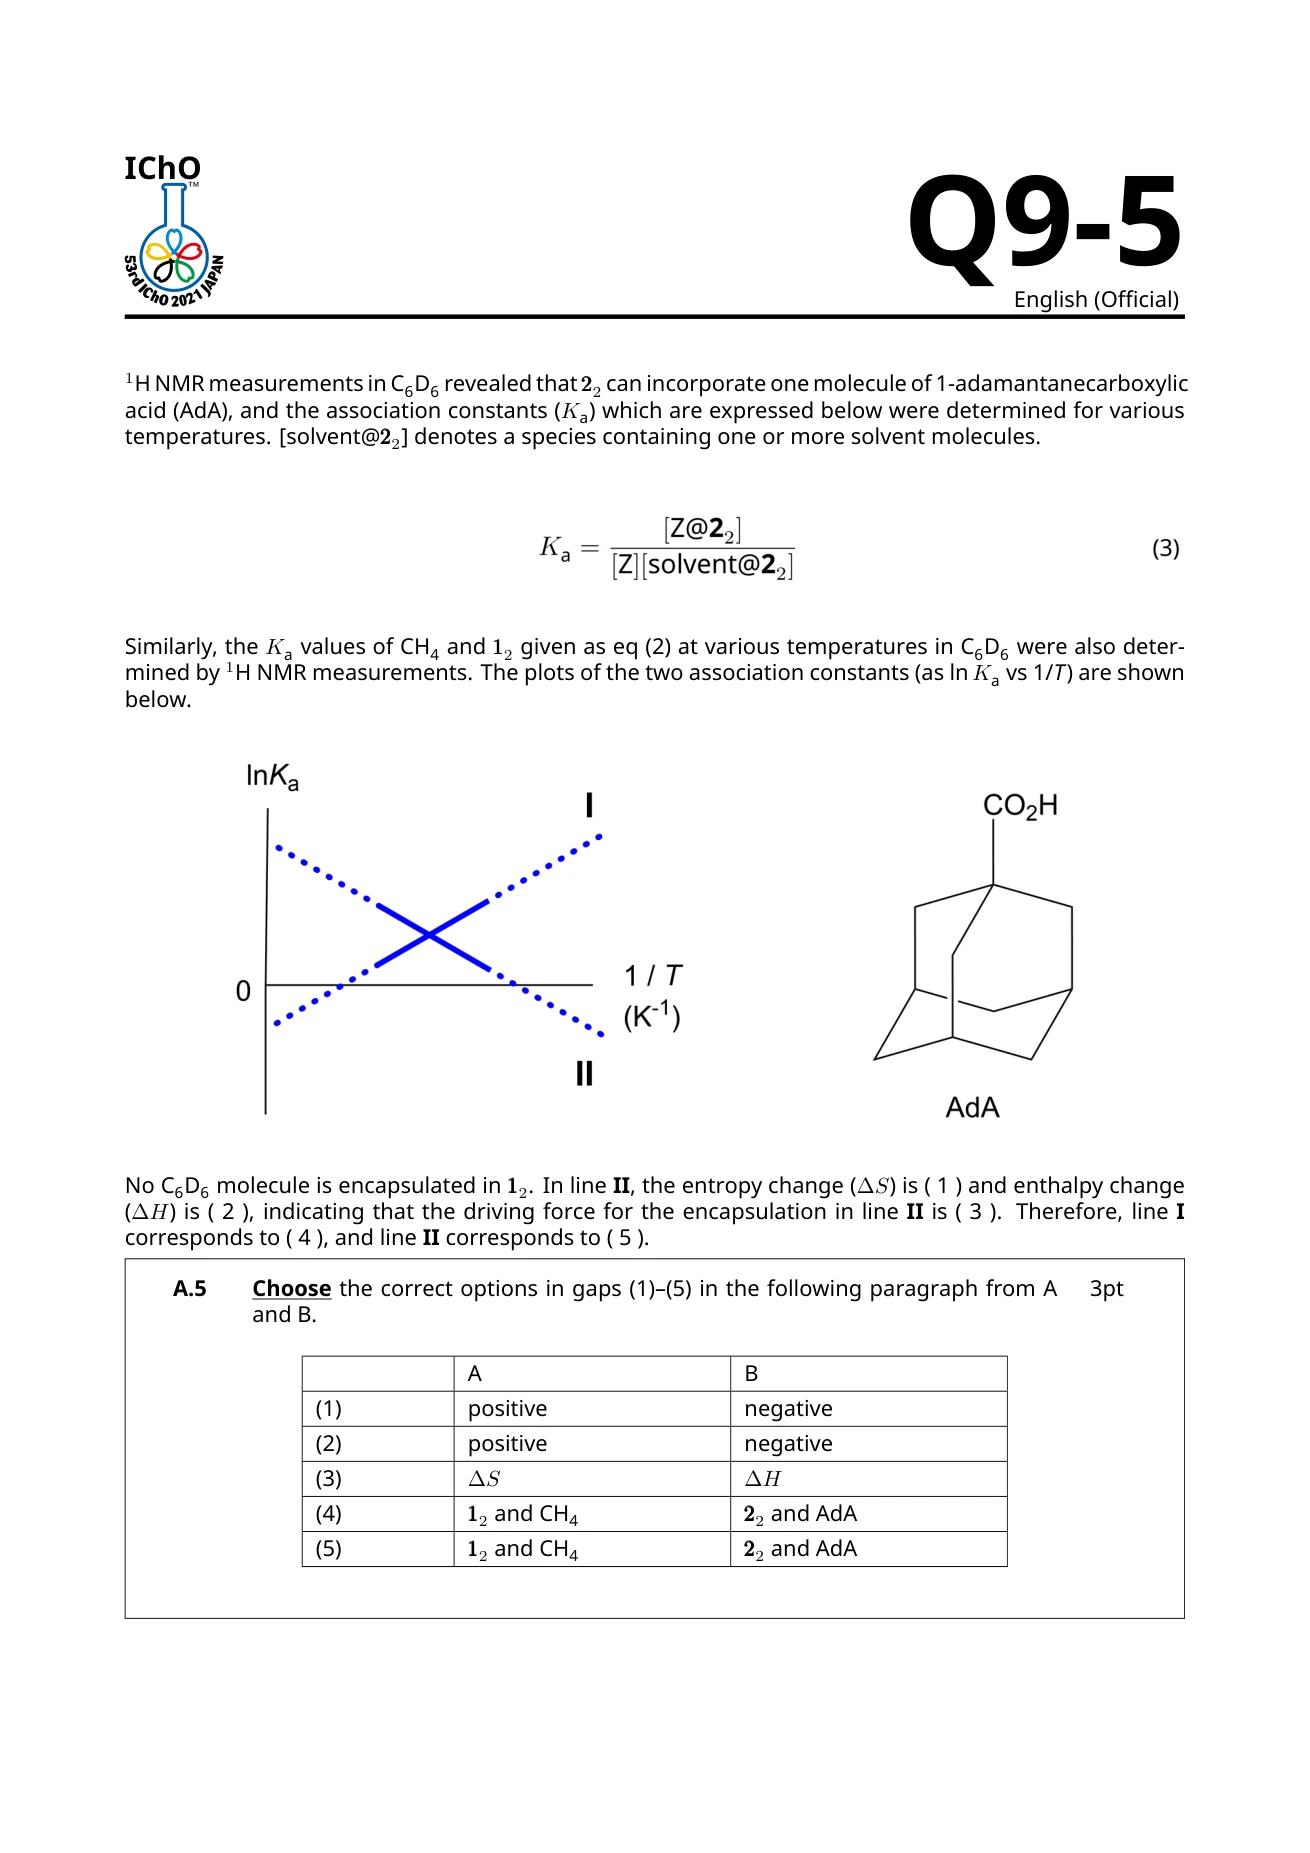 IChO
TM
53rd IChO 2021 JAPAN
Q9-5
English (Official)
¹H NMR measurements in C₆D₆ revealed that 𝟐₂ can incorporate one molecule of 1-adamantanecarboxylic
acid (AdA), and the association constants (Kₐ) which are expressed below were determined for various
temperatures. [solvent@𝟐₂] denotes a species containing one or more solvent molecules.
Kₐ = [Z@𝟐₂] / [Z][solvent@𝟐₂] (3)
Similarly, the Kₐ values of CH₄ and 𝟏₂ given as eq (2) at various temperatures in C₆D₆ were also deter-
mined by ¹H NMR measurements. The plots of the two association constants (as ln Kₐ vs 1/T) are shown
below.
lnKₐ
I
0
1 / T
(K⁻¹)
II
CO₂H
AdA
No C₆D₆ molecule is encapsulated in 𝟏₂. In line II, the entropy change (ΔS) is ( 1 ) and enthalpy change
(ΔH) is ( 2 ), indicating that the driving force for the encapsulation in line II is ( 3 ). Therefore, line I
corresponds to ( 4 ), and line II corresponds to ( 5 ).
A.5 Choose the correct options in gaps (1)–(5) in the following paragraph from A 3pt
and B.
A B
(1) positive negative
(2) positive negative
(3) ΔS ΔH
(4) 𝟏₂ and CH₄ 𝟐₂ and AdA
(5) 𝟏₂ and CH₄ 𝟐₂ and AdA